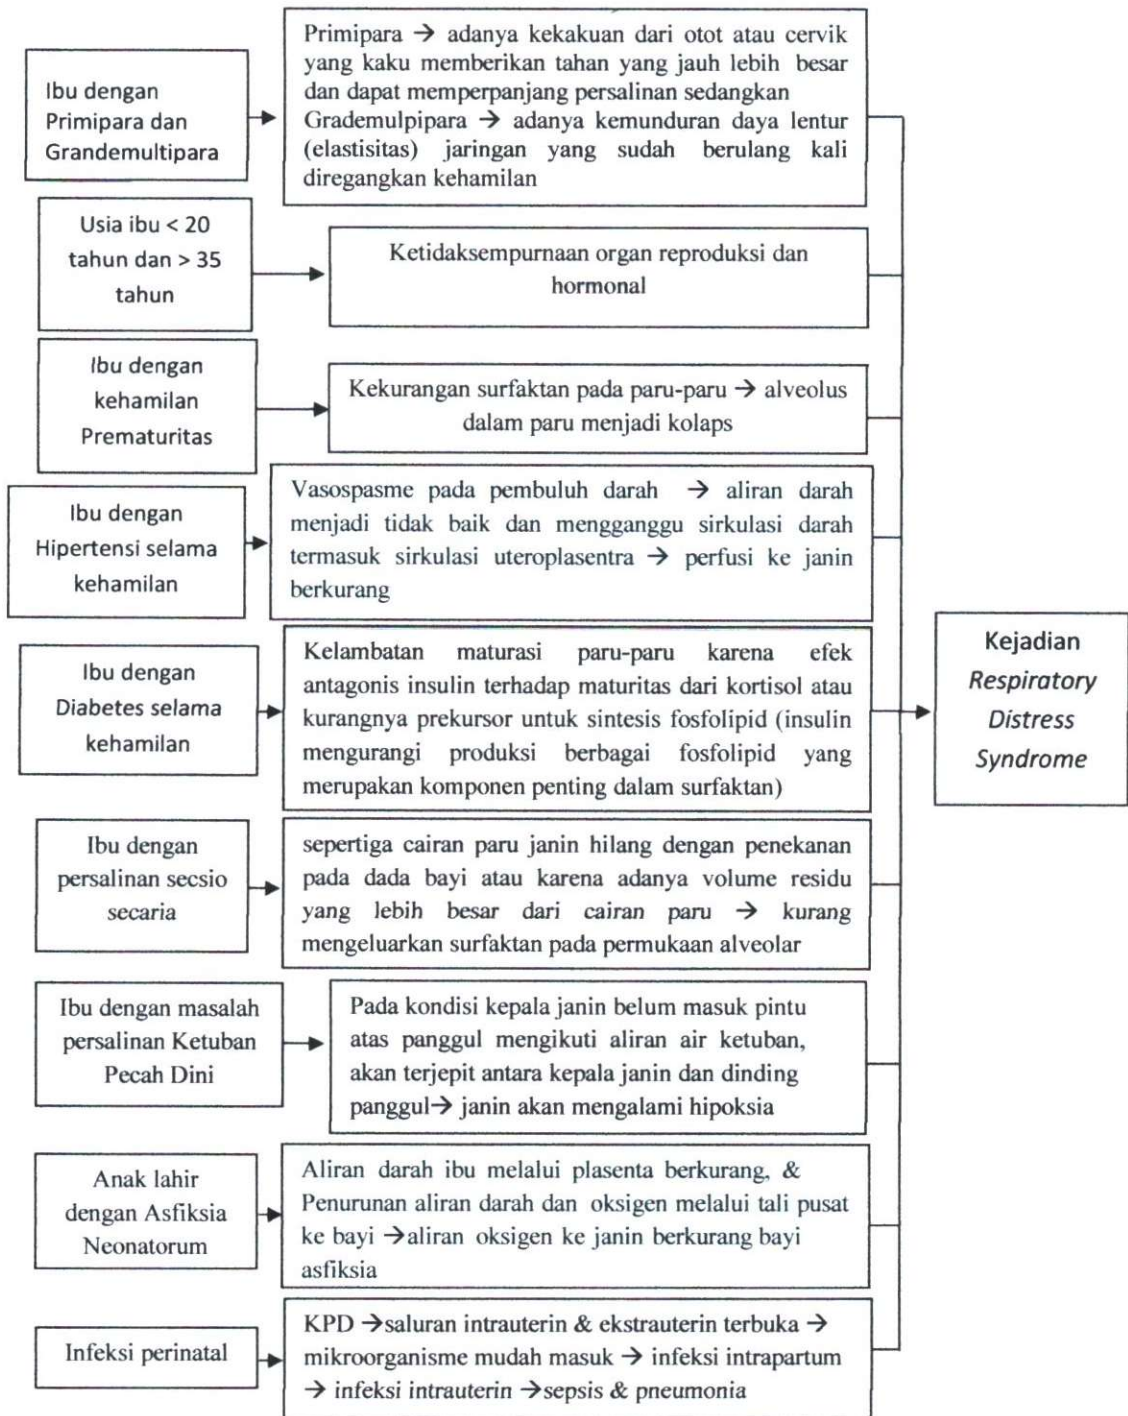 Ibu dengan
Primipara dan
Grandemultipara
Primipara → adanya kekakuan dari otot atau cervik
yang kaku memberikan tahan yang jauh lebih besar
dan dapat memperpanjang persalinan sedangkan
Grademulpipara → adanya kemunduran daya lentur
(elastisitas) jaringan yang sudah berulang kali
diregangkan kehamilan
Usia ibu < 20
tahun dan > 35
tahun
Ketidaksempurnaan organ reproduksi dan
hormonal
Ibu dengan
kehamilan
Prematuritas
Kekurangan surfaktan pada paru-paru → alveolus
dalam paru menjadi kolaps
Ibu dengan
Hipertensi selama
kehamilan
Vasospasme pada pembuluh darah → aliran darah
menjadi tidak baik dan mengganggu sirkulasi darah
termasuk sirkulasi uteroplasentra → perfusi ke janin
berkurang
Ibu dengan
Diabetes selama
kehamilan
Kelambatan maturasi paru-paru karena efek
antagonis insulin terhadap maturitas dari kortisol atau
kurangnya prekursor untuk sintesis fosfolipid (insulin
mengurangi produksi berbagai fosfolipid yang
merupakan komponen penting dalam surfaktan)
Ibu dengan
persalinan secsio
secaria
sepertiga cairan paru janin hilang dengan penekanan
pada dada bayi atau karena adanya volume residu
yang lebih besar dari cairan paru → kurang
mengeluarkan surfaktan pada permukaan alveolar
Ibu dengan masalah
persalinan Ketuban
Pecah Dini
Pada kondisi kepala janin belum masuk pintu
atas panggul mengikuti aliran air ketuban,
akan terjepit antara kepala janin dan dinding
panggul→ janin akan mengalami hipoksia
Anak lahir
dengan Asfiksia
Neonatorum
Aliran darah ibu melalui plasenta berkurang, &
Penurunan aliran darah dan oksigen melalui tali pusat
ke bayi →aliran oksigen ke janin berkurang bayi
asfiksia
Infeksi perinatal
KPD →saluran intrauterin & ekstrauterin terbuka →
mikroorganisme mudah masuk → infeksi intrapartum
→ infeksi intrauterin →sepsis & pneumonia
Kejadian
Respiratory
Distress
Syndrome